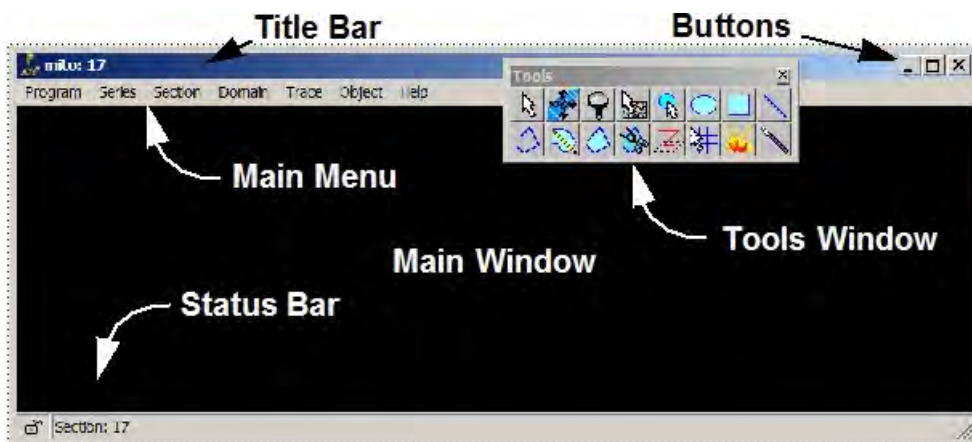 Title Bar
Buttons
mito: 17
Tools
Program Series Section Domain Trace Object Help
Main Menu
Tools Window
Main Window
Status Bar
Section: 17